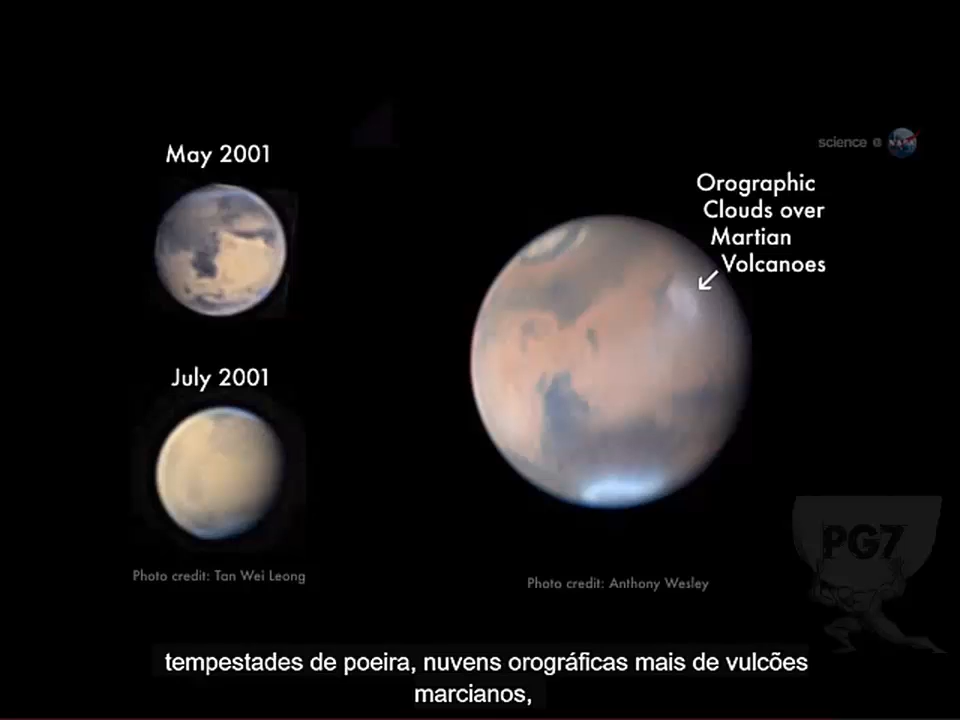 May 2001
science @ NASA
Orographic
Clouds over
Martian
Volcanoes
July 2001
PG7
Photo credit: Tan Wei Leong
Photo credit: Anthony Wesley
tempestades de poeira, nuvens orográficas mais de vulcões
marcianos,